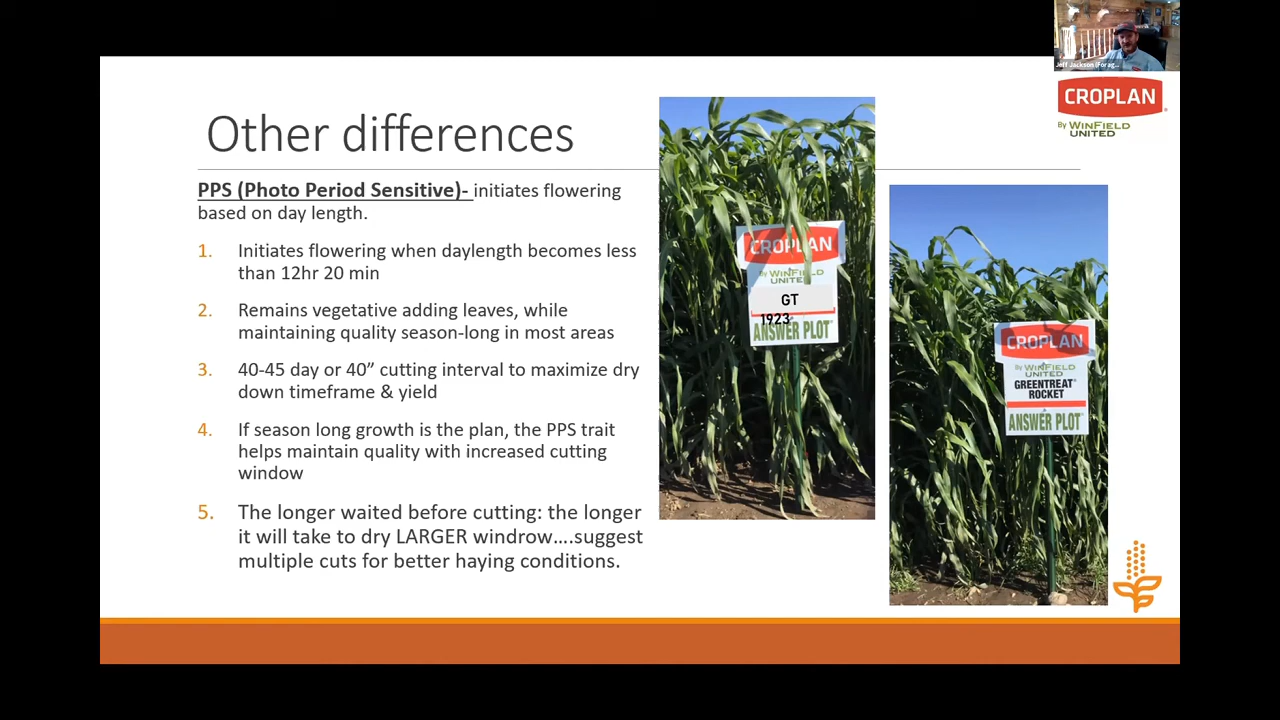 Jeff Jackson (Forag...
CROPLAN
By WINFIELD
UNITED
Other differences
PPS (Photo Period Sensitive)- initiates flowering
based on day length.
1. Initiates flowering when daylength becomes less
than 12hr 20 min
2. Remains vegetative adding leaves, while
maintaining quality season-long in most areas
3. 40-45 day or 40” cutting interval to maximize dry
down timeframe & yield
4. If season long growth is the plan, the PPS trait
helps maintain quality with increased cutting
window
5. The longer waited before cutting: the longer
it will take to dry LARGER windrow....suggest
multiple cuts for better haying conditions.
CROPLAN
By WINFIELD
UNITED
GT
1923
ANSWER PLOT®
CROPLAN
By WINFIELD
UNITED
GREENTREAT®
ROCKET
ANSWER PLOT®